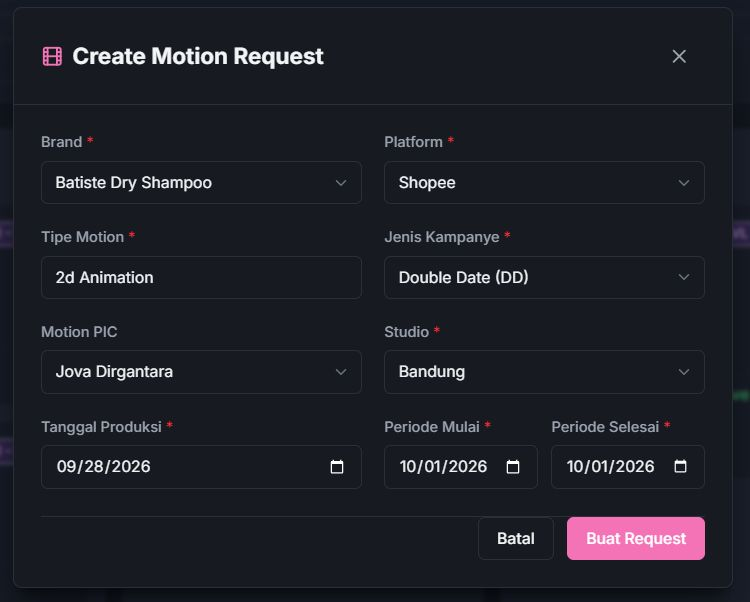 Create Motion Request
Brand *
Platform *
Batiste Dry Shampoo
Shopee
Tipe Motion *
Jenis Kampanye *
2d Animation
Double Date (DD)
Motion PIC
Studio *
Jova Dirgantara
Bandung
Tanggal Produksi *
Periode Mulai *
Periode Selesai *
09/28/2026
10/01/2026
10/01/2026
Batal
Buat Request